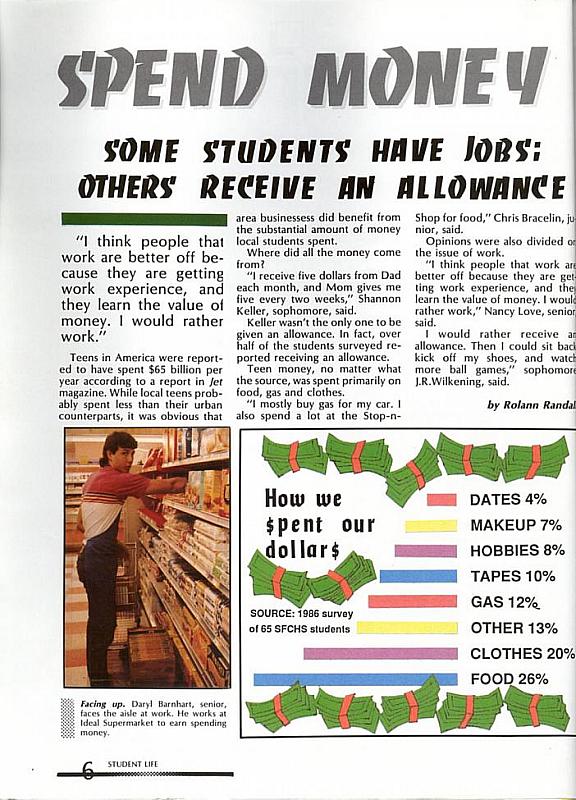 SPEND MONEY
SOME STUDENTS HAVE JOBS;
OTHERS RECEIVE AN ALLOWANCE
"I think people that
work are better off be-
cause they are getting
work experience, and
they learn the value of
money. I would rather
work."
Teens in America were report-
ed to have spent $65 billion per
year according to a report in Jet
magazine. While local teens prob-
ably spent less than their urban
counterparts, it was obvious that
area businessess did benefit from
the substantial amount of money
local students spent.
Where did all the money come
from?
"I receive five dollars from Dad
each month, and Mom gives me
five every two weeks," Shannon
Keller, sophomore, said.
Keller wasn't the only one to be
given an allowance. In fact, over
half of the students surveyed re-
ported receiving an allowance.
Teen money, no matter what
the source, was spent primarily on
food, gas and clothes.
"I mostly buy gas for my car. I
also spend a lot at the Stop-n-
Shop for food," Chris Bracelin, ju-
nior, said.
Opinions were also divided on
the issue of work.
"I think people that work are
better off because they are get-
ting work experience, and they
learn the value of money. I would
rather work," Nancy Love, senior,
said.
I would rather receive an
allowance. Then I could sit back
kick off my shoes, and watch
more ball games," sophomore
J.R.Wilkening, said.
by Rolann Randal
How we
$pent our
dollar$
SOURCE: 1986 survey
of 65 SFCHS students
DATES 4%
MAKEUP 7%
HOBBIES 8%
TAPES 10%
GAS 12%
OTHER 13%
CLOTHES 20%
FOOD 26%
Facing up. Daryl Barnhart, senior,
faces the aisle at work. He works at
Ideal Supermarket to earn spending
money.
6 STUDENT LIFE